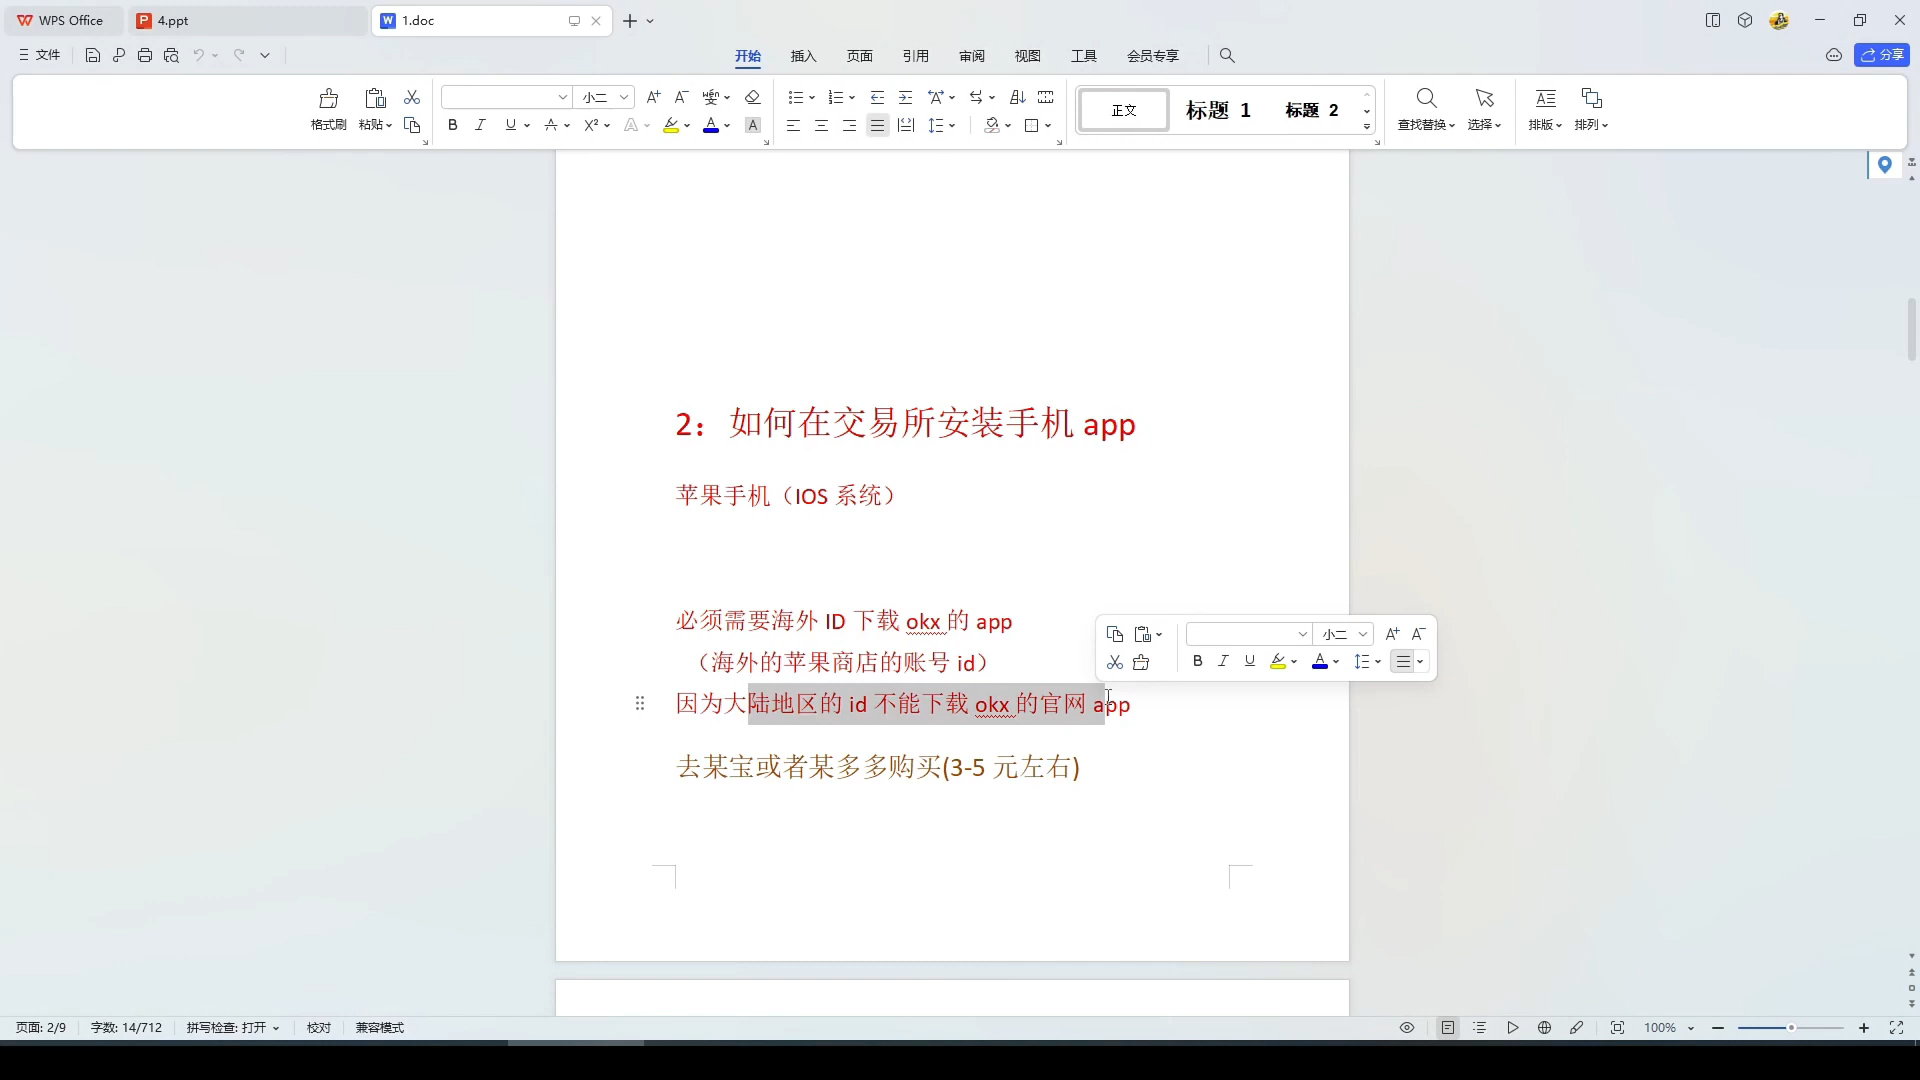 WPS Office
4.ppt
1.doc
文件
开始
插入
页面
引用
审阅
视图
工具
会员专享
分享
格式刷
粘贴
小二
正文
标题 1
标题 2
查找替换
选择
排版
排列
2：如何在交易所安装手机 app
苹果手机（IOS 系统）
必须需要海外 ID 下载 okx 的 app
（海外的苹果商店的账号 id）
小二
因为大陆地区的 id 不能下载 okx 的官网 app
去某宝或者某多多购买(3-5 元左右)
页面: 2/9
字数: 14/712
拼写检查: 打开
校对
兼容模式
100%